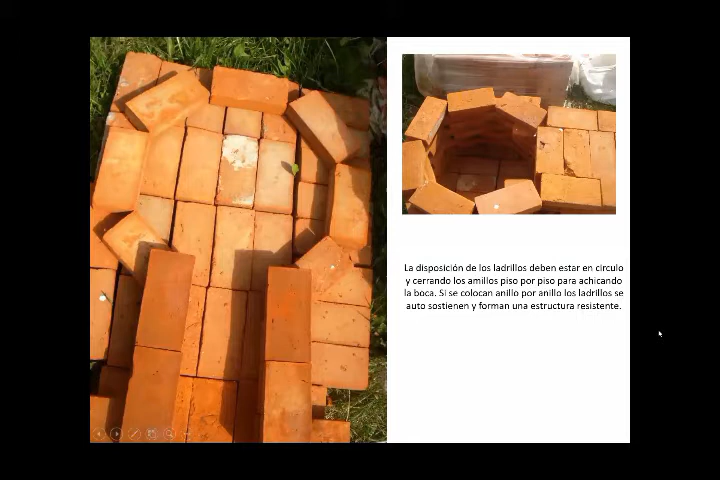 La disposición de los ladrillos deben estar en circulo
y cerrando los amillos piso por piso para achicando
la boca. Si se colocan anillo por anillo los ladrillos se
auto sostienen y forman una estructura resistente.